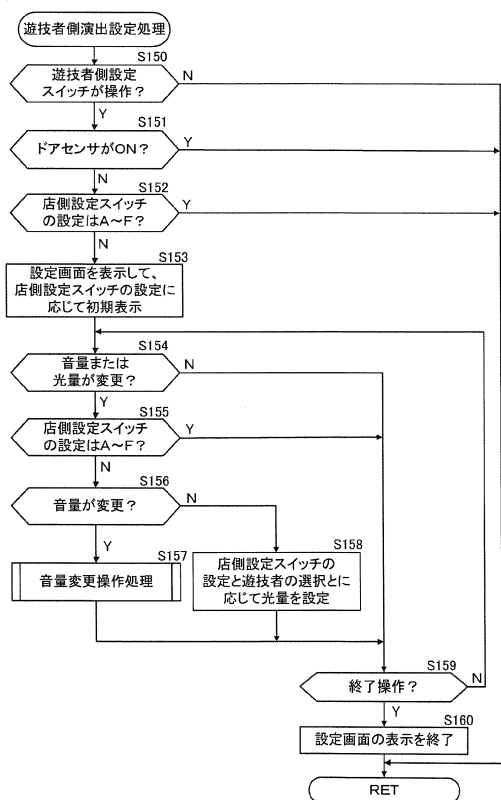 遊技者側演出設定処理
S150
遊技者側設定
スイッチが操作？
N
Y
S151
ドアセンサがON？
Y
N
S152
店側設定スイッチ
の設定はA～F？
Y
N
S153
設定画面を表示して、
店側設定スイッチの設定に
応じて初期表示
S154
音量または
光量が変更？
N
Y
S155
店側設定スイッチ
の設定はA～F？
Y
N
S156
音量が変更？
N
Y
S157
音量変更操作処理
S158
店側設定スイッチの
設定と遊技者の選択とに
応じて光量を設定
S159
終了操作？
N
Y
S160
設定画面の表示を終了
RET